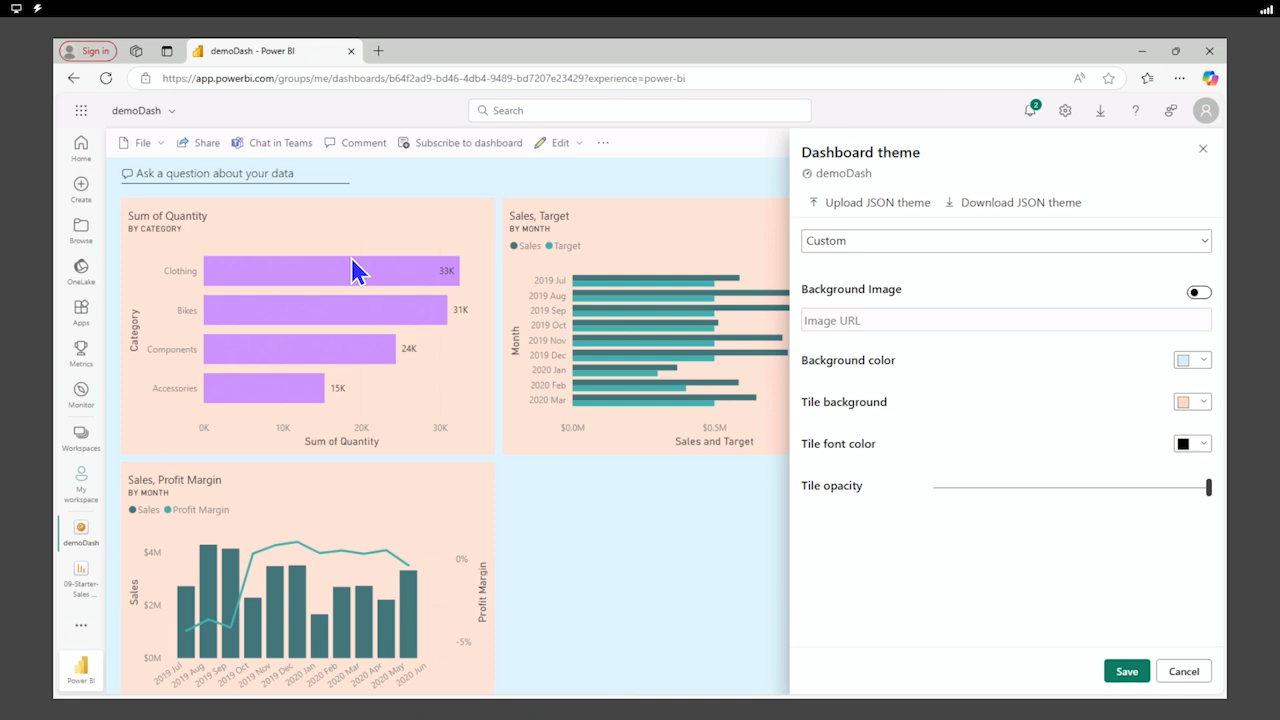 Sign in
demoDash - Power BI
https://app.powerbi.com/groups/me/dashboards/b64f2ad9-bd46-4db4-9489-bd7207e23429?experience=power-bi
demoDash
Search
2
Home
Create
Browse
OneLake
Apps
Metrics
Monitor
Workspaces
My workspace
demoDash
09-Starter-Sales ...
Power BI
File
Share
Chat in Teams
Comment
Subscribe to dashboard
Edit
Ask a question about your data
Sum of Quantity
BY CATEGORY
Category
Clothing 33K
Bikes 31K
Components 24K
Accessories 15K
0K 10K 20K 30K
Sum of Quantity
Sales, Target
BY MONTH
Sales Target
Month
2019 Jul
2019 Aug
2019 Sep
2019 Oct
2019 Nov
2019 Dec
2020 Jan
2020 Feb
2020 Mar
$0.0M $0.5M
Sales and Target
Sales, Profit Margin
BY MONTH
Sales Profit Margin
Sales
$4M
$2M
$0M
0%
-5%
Profit Margin
2019 Jul 2019 Aug 2019 Sep 2019 Oct 2019 Nov 2019 Dec 2020 Jan 2020 Feb 2020 Mar 2020 Apr 2020 May 2020 Jun
Dashboard theme
demoDash
Upload JSON theme Download JSON theme
Custom
Background Image
Image URL
Background color
Tile background
Tile font color
Tile opacity
Save Cancel